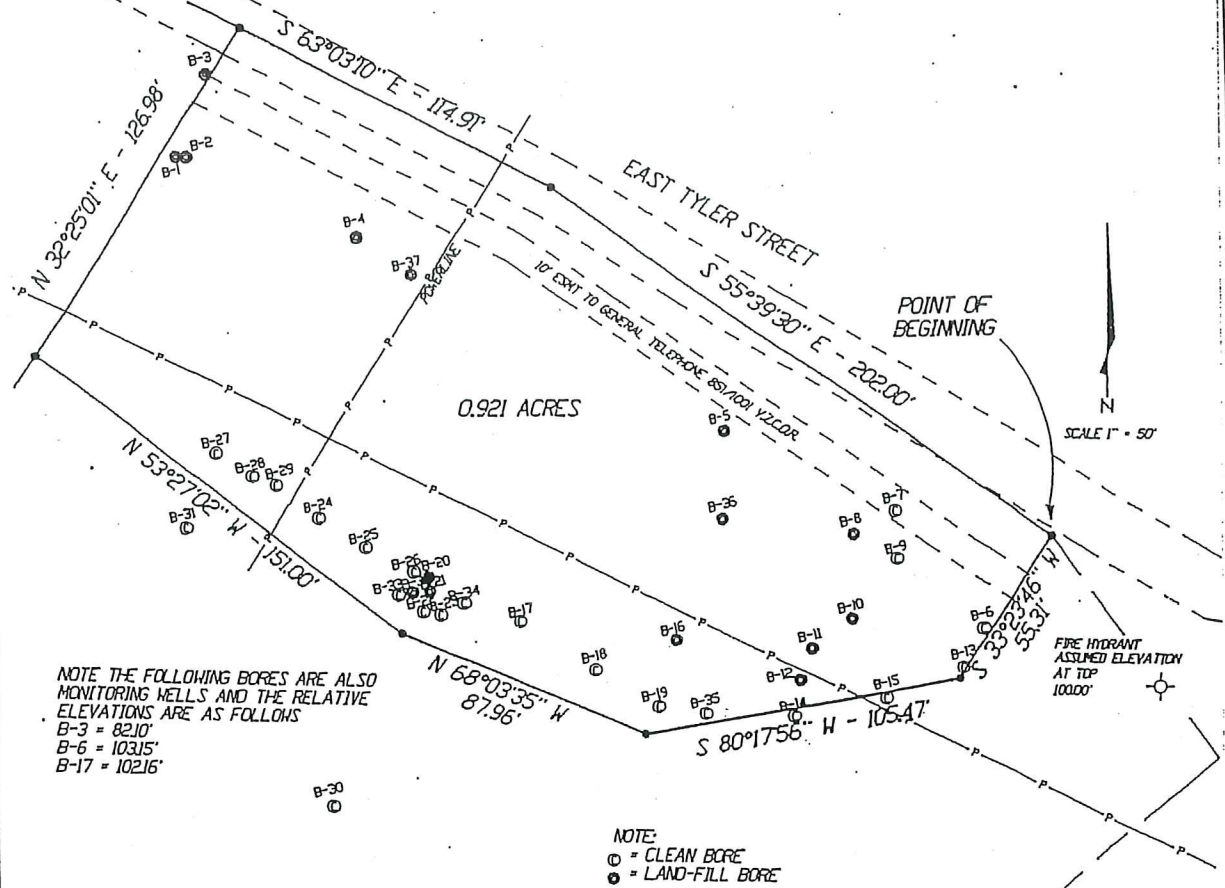 S 63°03'10" E - 114.91'
B-3
N 32°25'01" E - 126.98'
B-2
B-1
EAST TYLER STREET
B-4
B-37
POWERLINE
10' ESMT TO GENERAL TELEPHONE 851/1001
S 55°39'30" E - 202.00'
POINT OF
BEGINNING
N
SCALE 1" = 50'
0.921 ACRES
B-5
B-27
B-28
B-29
N 53°27'02" W - 151.00'
B-31
B-24
B-25
B-36
B-7
B-8
B-9
B-26
B-20
B-33
B-34
B-17
B-16
B-10
B-11
B-6
S 33°23'46" W
55.31'
B-18
B-12
B-13
FIRE HYDRANT
ASSUMED ELEVATION
AT TOP
100.00'
B-19
B-35
B-14
B-15
N 68°03'35" W
87.96'
S 80°17'56" W - 105.47'
NOTE THE FOLLOWING BORES ARE ALSO
MONITORING WELLS AND THE RELATIVE
ELEVATIONS ARE AS FOLLOWS
B-3 = 82.10'
B-6 = 103.15'
B-17 = 102.16'
B-30
NOTE:
= CLEAN BORE
= LAND-FILL BORE